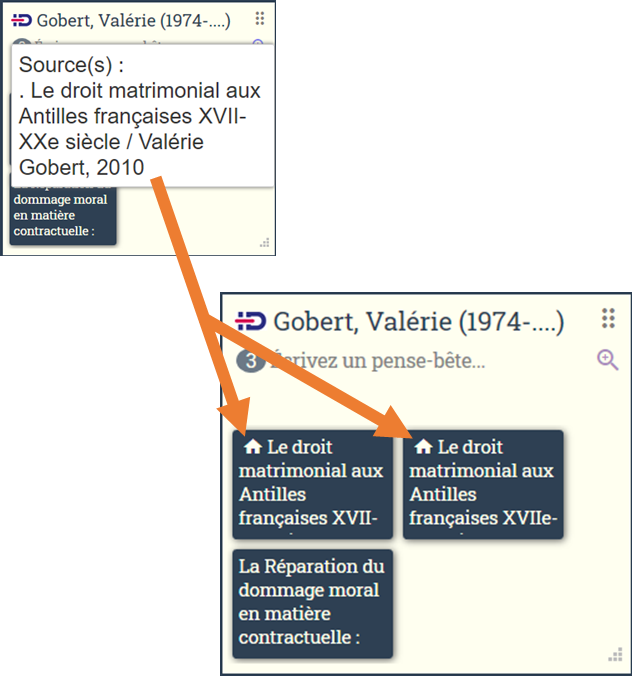 Gobert, Valérie (1974-....)
Source(s) :
. Le droit matrimonial aux
Antilles françaises XVII-
XXe siècle / Valérie
Gobert, 2010
dommage moral
en matière
contractuelle :
Gobert, Valérie (1974-....)
3 Écrivez un pense-bête...
Le droit
matrimonial aux
Antilles
françaises XVII-
Le droit
matrimonial aux
Antilles
françaises XVIIe-
La Réparation du
dommage moral
en matière
contractuelle :